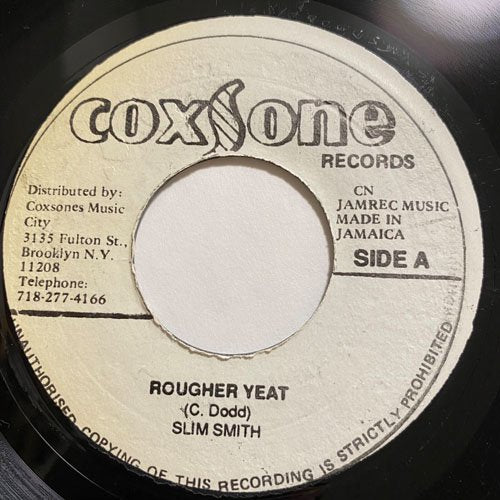 coxsone
RECORDS
Distributed by:
Coxsones Music
City
3135 Fulton St.,
Brooklyn N.Y.
11208
Telephone:
718-277-4166
CN
JAMREC MUSIC
MADE IN
JAMAICA
SIDE A
ROUGHER YEAT
(C. Dodd)
SLIM SMITH
UNAUTHORISED COPYING OF THIS RECORDING IS STRICTLY PROHIBITED